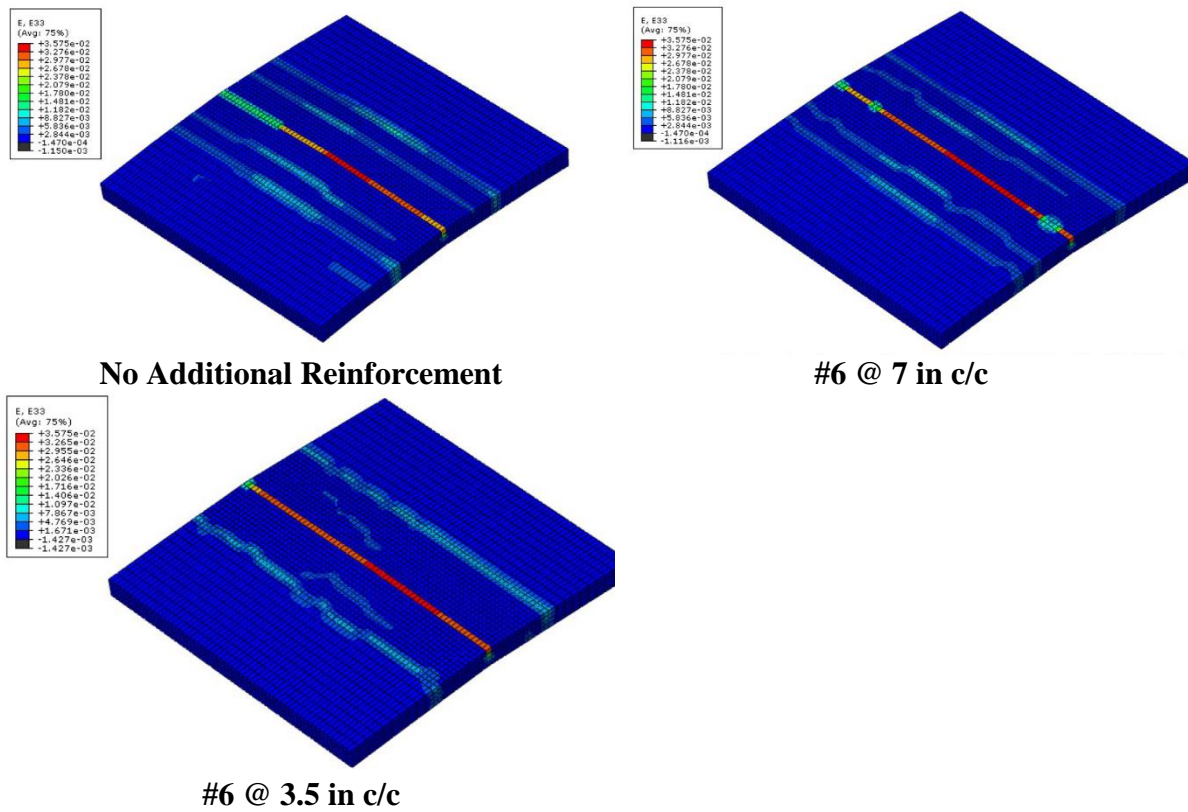 E, E33
(Avg: 75%)
+3.575e-02
+3.276e-02
+2.977e-02
+2.678e-02
+2.378e-02
+2.079e-02
+1.780e-02
+1.481e-02
+1.182e-02
+8.827e-03
+5.836e-03
+2.844e-03
-1.470e-04
-1.150e-03
E, E33
(Avg: 75%)
+3.575e-02
+3.276e-02
+2.977e-02
+2.678e-02
+2.378e-02
+2.079e-02
+1.780e-02
+1.481e-02
+1.182e-02
+8.827e-03
+5.836e-03
+2.844e-03
-1.470e-04
-1.116e-03
No Additional Reinforcement
#6 @ 7 in c/c
E, E33
(Avg: 75%)
+3.575e-02
+3.265e-02
+2.955e-02
+2.646e-02
+2.336e-02
+2.026e-02
+1.716e-02
+1.406e-02
+1.097e-02
+7.867e-03
+4.769e-03
+1.671e-03
-1.427e-03
-1.427e-03
#6 @ 3.5 in c/c